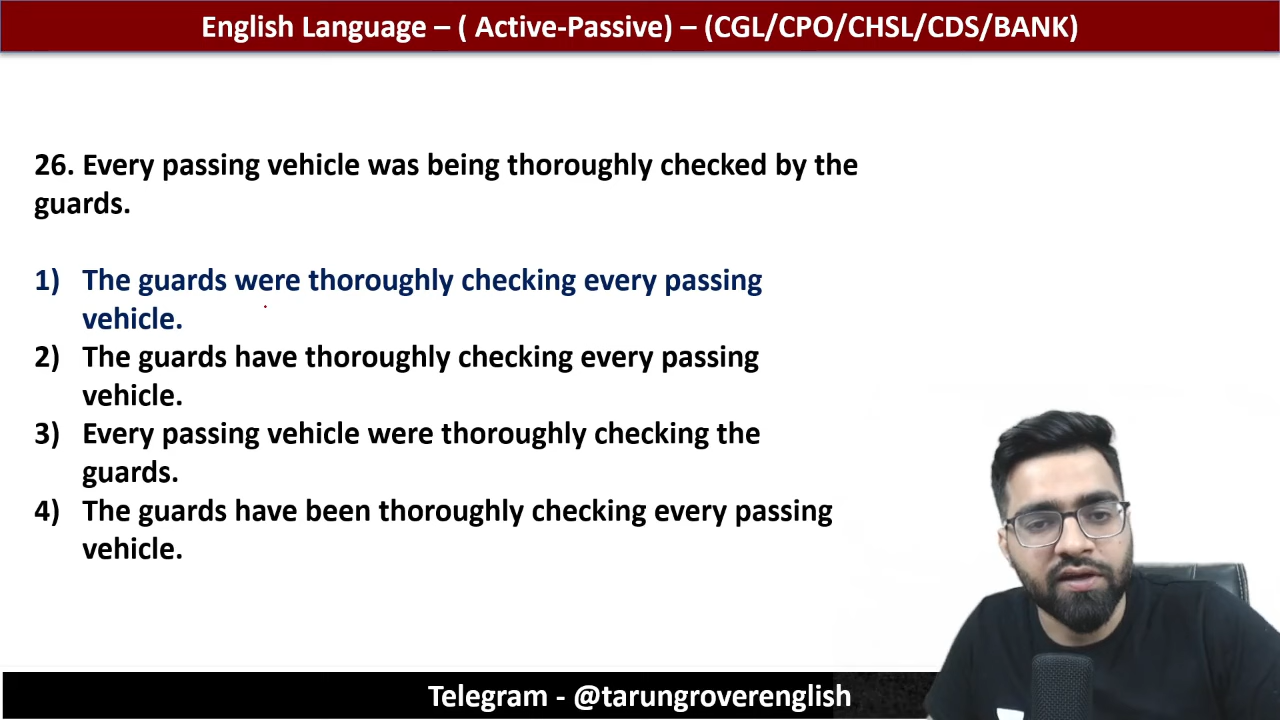 English Language – ( Active-Passive) – (CGL/CPO/CHSL/CDS/BANK)
26. Every passing vehicle was being thoroughly checked by the
guards.
1) The guards were thoroughly checking every passing
vehicle.
2) The guards have thoroughly checking every passing
vehicle.
3) Every passing vehicle were thoroughly checking the
guards.
4) The guards have been thoroughly checking every passing
vehicle.
Telegram - @tarungroverenglish